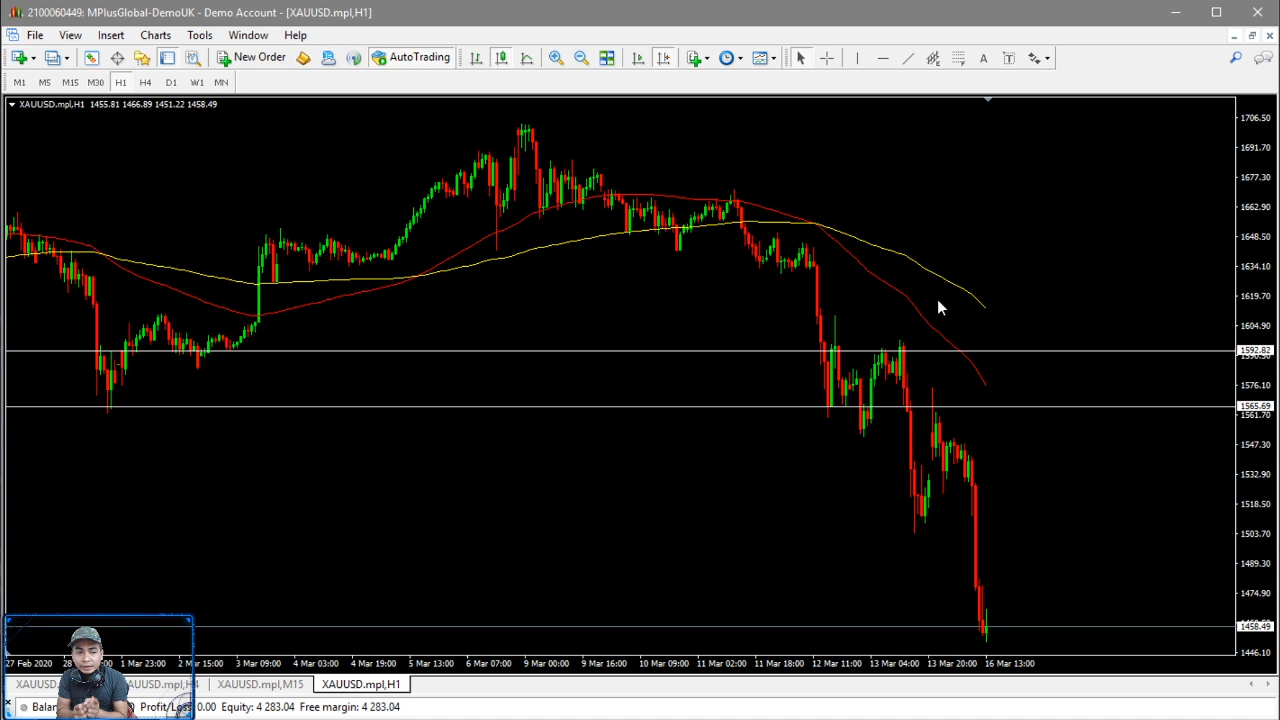 2100060449: MPlusGlobal-DemoUK - Demo Account - [XAUUSD.mpl,H1]
File View Insert Charts Tools Window Help
New Order AutoTrading
M1 M5 M15 M30 H1 H4 D1 W1 MN
XAUUSD.mpl,H1 1455.81 1466.89 1451.22 1458.49
1706.50
1691.70
1677.30
1662.90
1648.50
1634.10
1619.70
1604.90
1592.82
1576.10
1565.69
1561.70
1547.30
1532.90
1518.50
1503.70
1489.30
1474.90
1458.49
1446.10
27 Feb 2020 1 Mar 23:00 2 Mar 15:00 3 Mar 09:00 4 Mar 03:00 4 Mar 19:00 5 Mar 13:00 6 Mar 07:00 9 Mar 00:00 9 Mar 16:00 10 Mar 09:00 11 Mar 02:00 11 Mar 18:00 12 Mar 11:00 13 Mar 04:00 13 Mar 20:00 16 Mar 13:00
XAUUSD.mpl,M15 XAUUSD.mpl,H1
Profit/Loss 0.00 Equity: 4 283.04 Free margin: 4 283.04